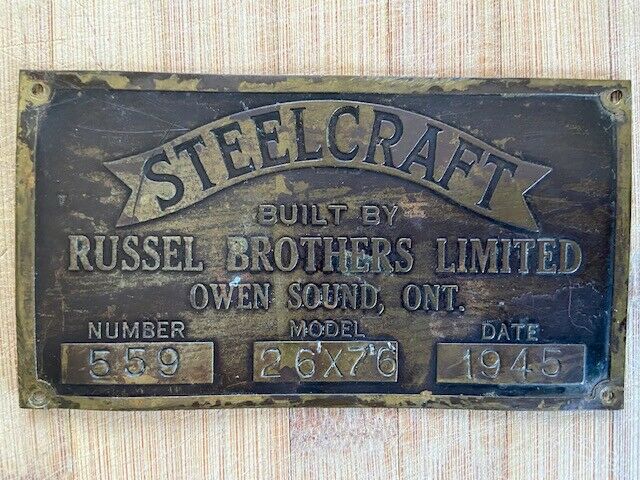 STEELCRAFT
BUILT BY
RUSSEL BROTHERS LIMITED
OWEN SOUND, ONT.
NUMBER MODEL DATE
559 26X76 1945